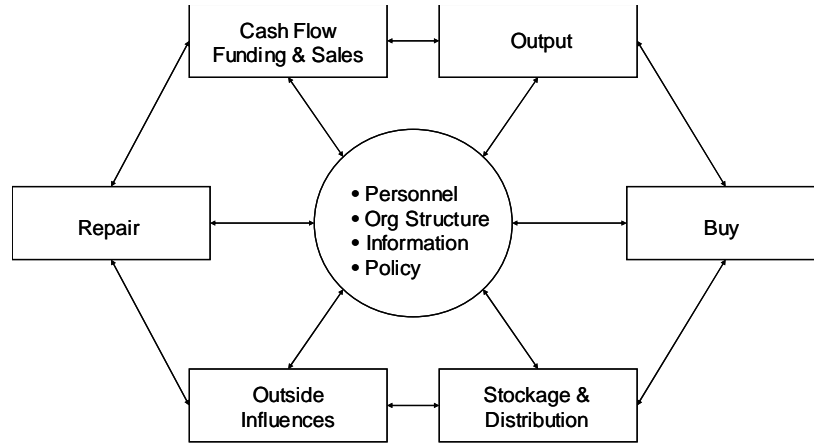 Cash Flow
Funding & Sales
Output
• Personnel
• Org Structure
• Information
• Policy
Repair
Buy
Outside
Influences
Stockage &
Distribution